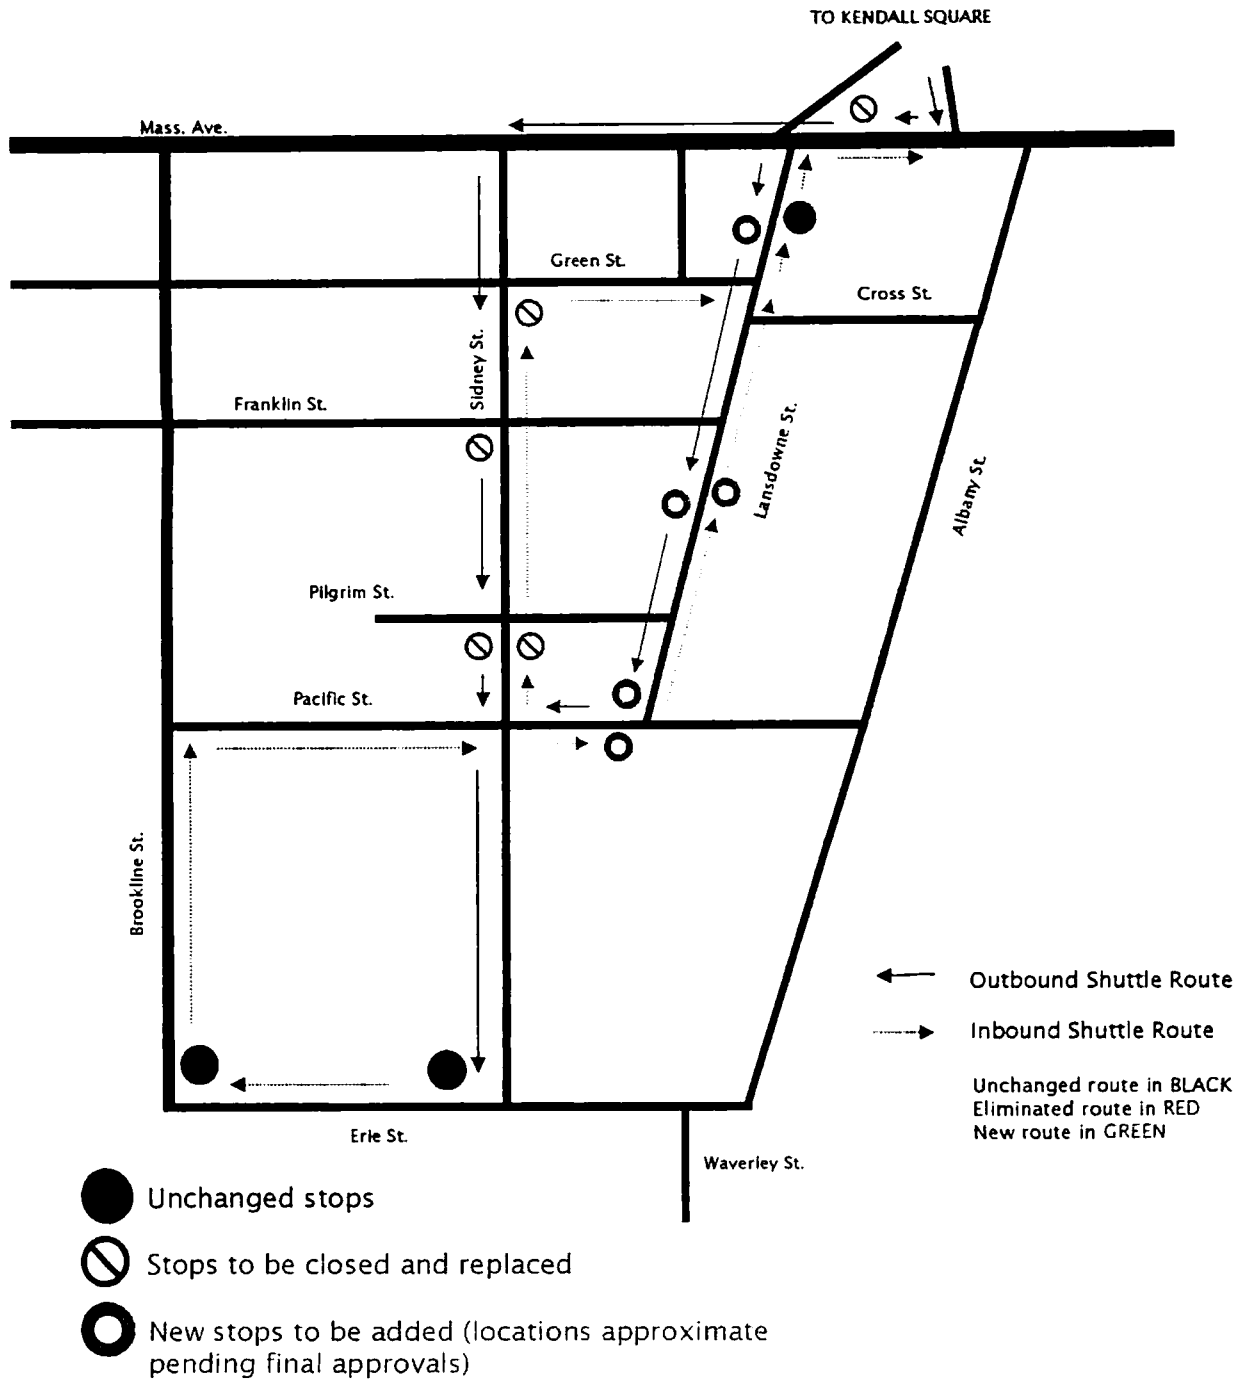 TO KENDALL SQUARE
Mass. Ave.
Green St.
Cross St.
Sidney St.
Franklin St.
Lansdowne St.
Albany St.
Pilgrim St.
Pacific St.
Brookline St.
Outbound Shuttle Route
Inbound Shuttle Route
Unchanged route in BLACK
Eliminated route in RED
New route in GREEN
Erie St.
Waverley St.
Unchanged stops
Stops to be closed and replaced
New stops to be added (locations approximate
pending final approvals)